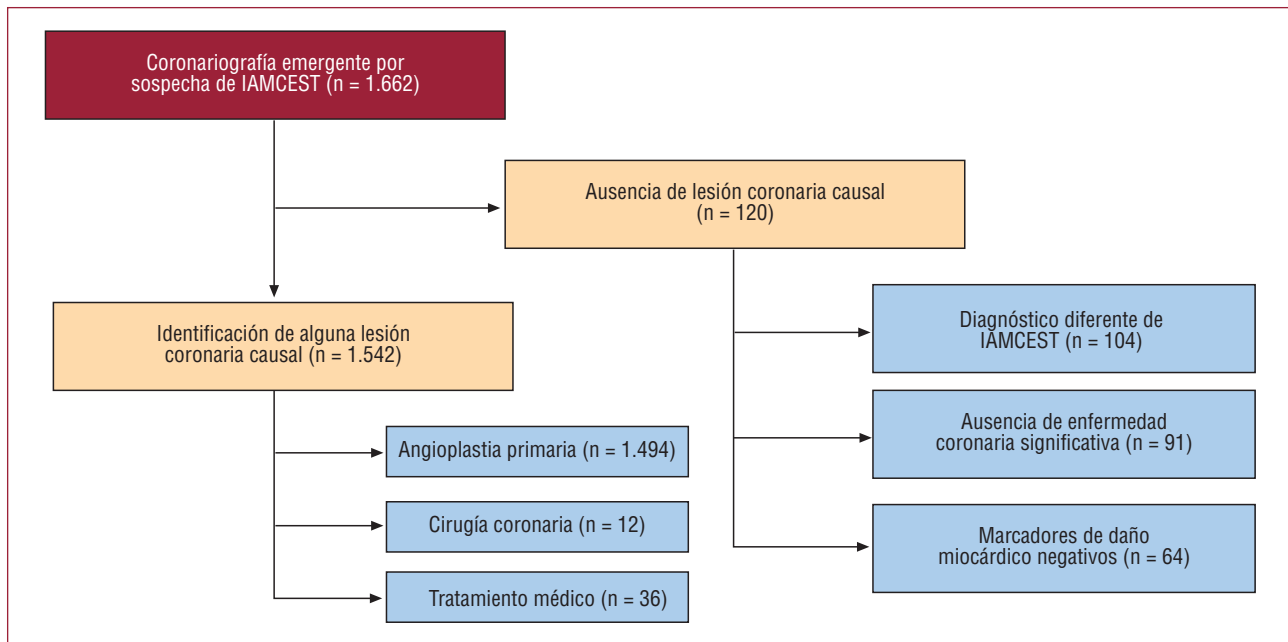 Coronariografía emergente por
sospecha de IAMCEST (n = 1.662)
Ausencia de lesión coronaria causal
(n = 120)
Identificación de alguna lesión
coronaria causal (n = 1.542)
Diagnóstico diferente de
IAMCEST (n = 104)
Ausencia de enfermedad
coronaria significativa (n = 91)
Marcadores de daño
miocárdico negativos (n = 64)
Angioplastia primaria (n = 1.494)
Cirugía coronaria (n = 12)
Tratamiento médico (n = 36)